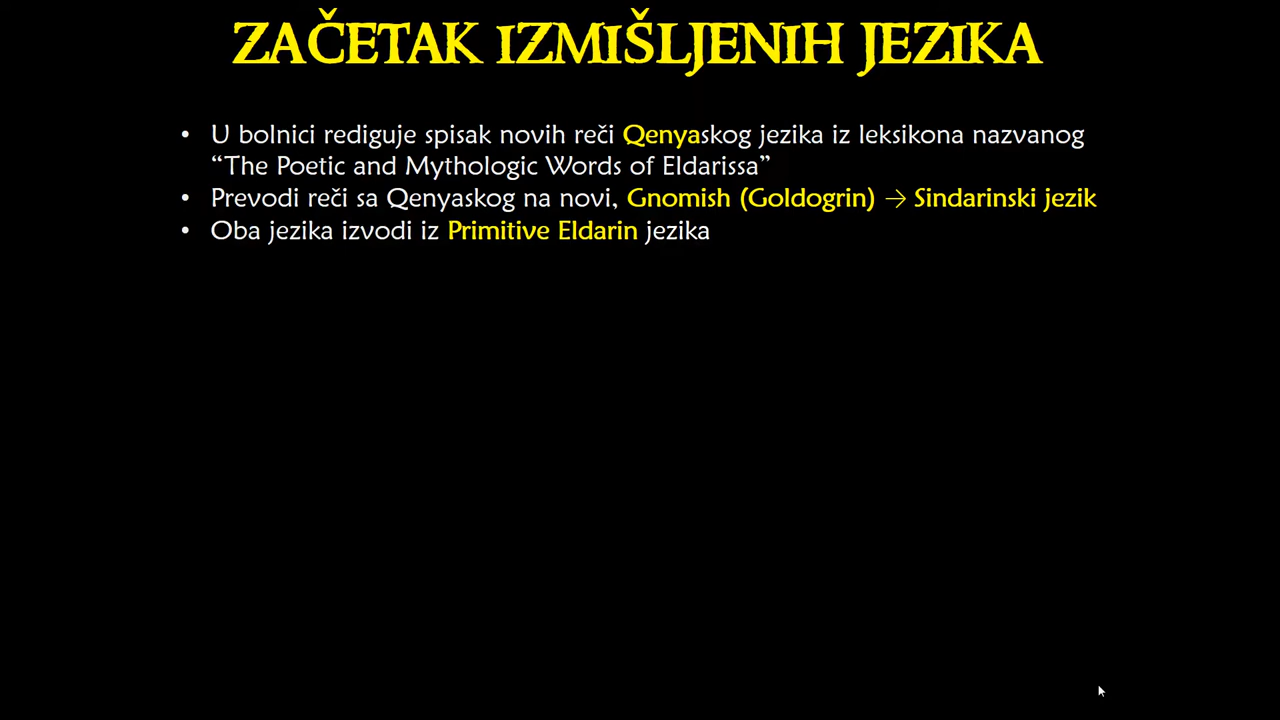 ZAČETAK IZMIŠLJENIH JEZIKA
• U bolnici rediguje spisak novih reči Qenyaskog jezika iz leksikona nazvanog
“The Poetic and Mythologic Words of Eldarissa”
• Prevodi reči sa Qenyaskog na novi, Gnomish (Goldogrin) → Sindarinski jezik
• Oba jezika izvodi iz Primitive Eldarin jezika